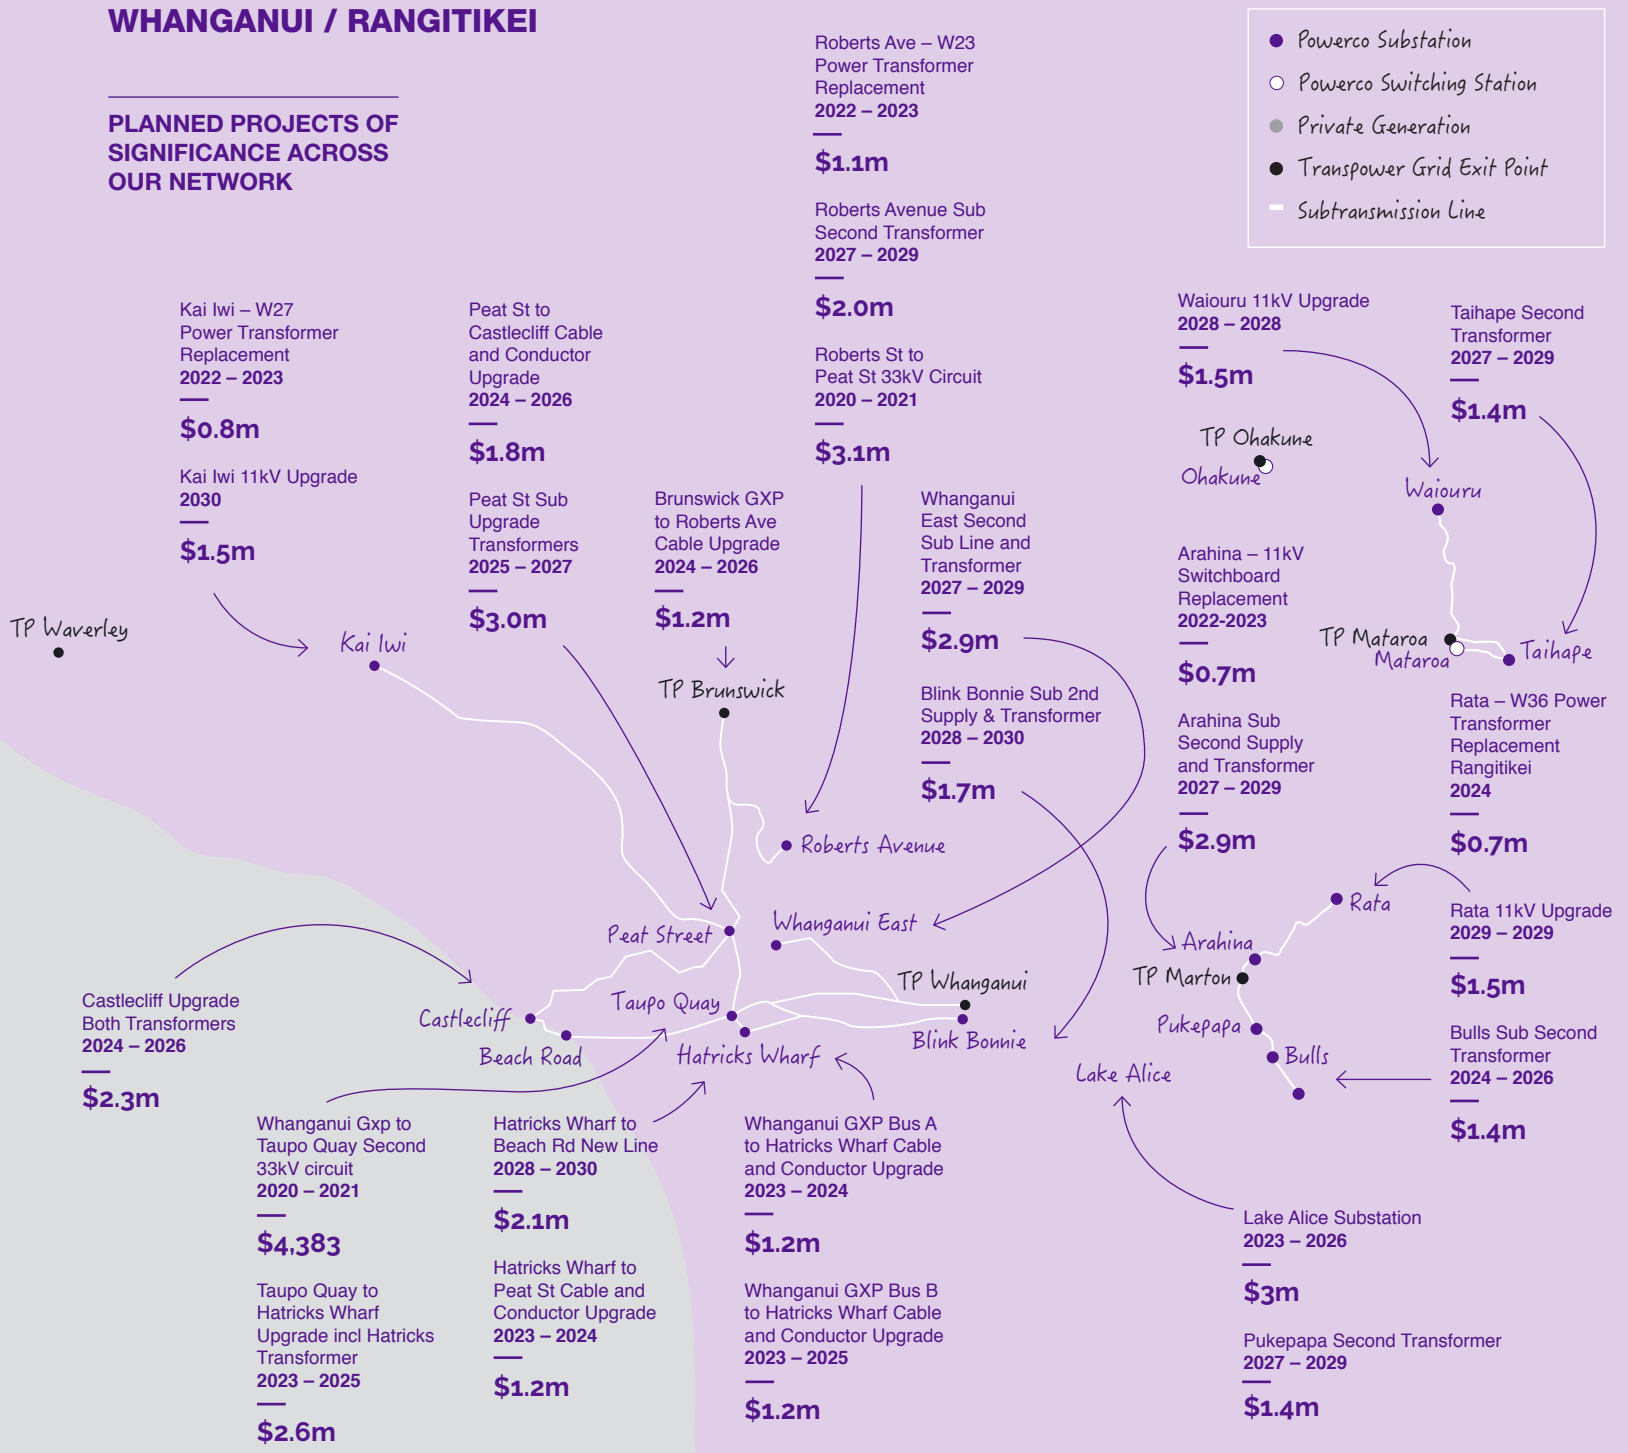 WHANGANUI / RANGITIKEI
PLANNED PROJECTS OF
SIGNIFICANCE ACROSS
OUR NETWORK
Powerco Substation
Powerco Switching Station
Private Generation
Transpower Grid Exit Point
Subtransmission Line
Roberts Ave – W23
Power Transformer
Replacement
2022 – 2023
$1.1m
Roberts Avenue Sub
Second Transformer
2027 – 2029
$2.0m
Roberts St to
Peat St 33kV Circuit
2020 – 2021
$3.1m
Kai Iwi – W27
Power Transformer
Replacement
2022 – 2023
$0.8m
Kai Iwi 11kV Upgrade
2030
$1.5m
Peat St to
Castlecliff Cable
and Conductor
Upgrade
2024 – 2026
$1.8m
Peat St Sub
Upgrade
Transformers
2025 – 2027
$3.0m
Brunswick GXP
to Roberts Ave
Cable Upgrade
2024 – 2026
$1.2m
Whanganui
East Second
Sub Line and
Transformer
2027 – 2029
$2.9m
Blink Bonnie Sub 2nd
Supply & Transformer
2028 – 2030
$1.7m
Waiouru 11kV Upgrade
2028 – 2028
$1.5m
Taihape Second
Transformer
2027 – 2029
$1.4m
TP Ohakune
Ohakune
Waiouru
Arahina – 11kV
Switchboard
Replacement
2022-2023
$0.7m
Arahina Sub
Second Supply
and Transformer
2027 – 2029
$2.9m
TP Mataroa
Mataroa
Taihape
Rata – W36 Power
Transformer
Replacement
Rangitikei
2024
$0.7m
Rata 11kV Upgrade
2029 – 2029
$1.5m
Bulls Sub Second
Transformer
2024 – 2026
$1.4m
TP Waverley
Kai Iwi
TP Brunswick
Roberts Avenue
Peat Street
Whanganui East
TP Whanganui
Taupo Quay
Castlecliff
Beach Road
Hatricks Wharf
Blink Bonnie
Lake Alice
Rata
Arahina
TP Marton
Pukepapa
Bulls
Castlecliff Upgrade
Both Transformers
2024 – 2026
$2.3m
Whanganui Gxp to
Taupo Quay Second
33kV circuit
2020 – 2021
$4,383
Taupo Quay to
Hatricks Wharf
Upgrade incl Hatricks
Transformer
2023 – 2025
$2.6m
Hatricks Wharf to
Beach Rd New Line
2028 – 2030
$2.1m
Hatricks Wharf to
Peat St Cable and
Conductor Upgrade
2023 – 2024
$1.2m
Whanganui GXP Bus A
to Hatricks Wharf Cable
and Conductor Upgrade
2023 – 2024
$1.2m
Whanganui GXP Bus B
to Hatricks Wharf Cable
and Conductor Upgrade
2023 – 2025
$1.2m
Lake Alice Substation
2023 – 2026
$3m
Pukepapa Second Transformer
2027 – 2029
$1.4m